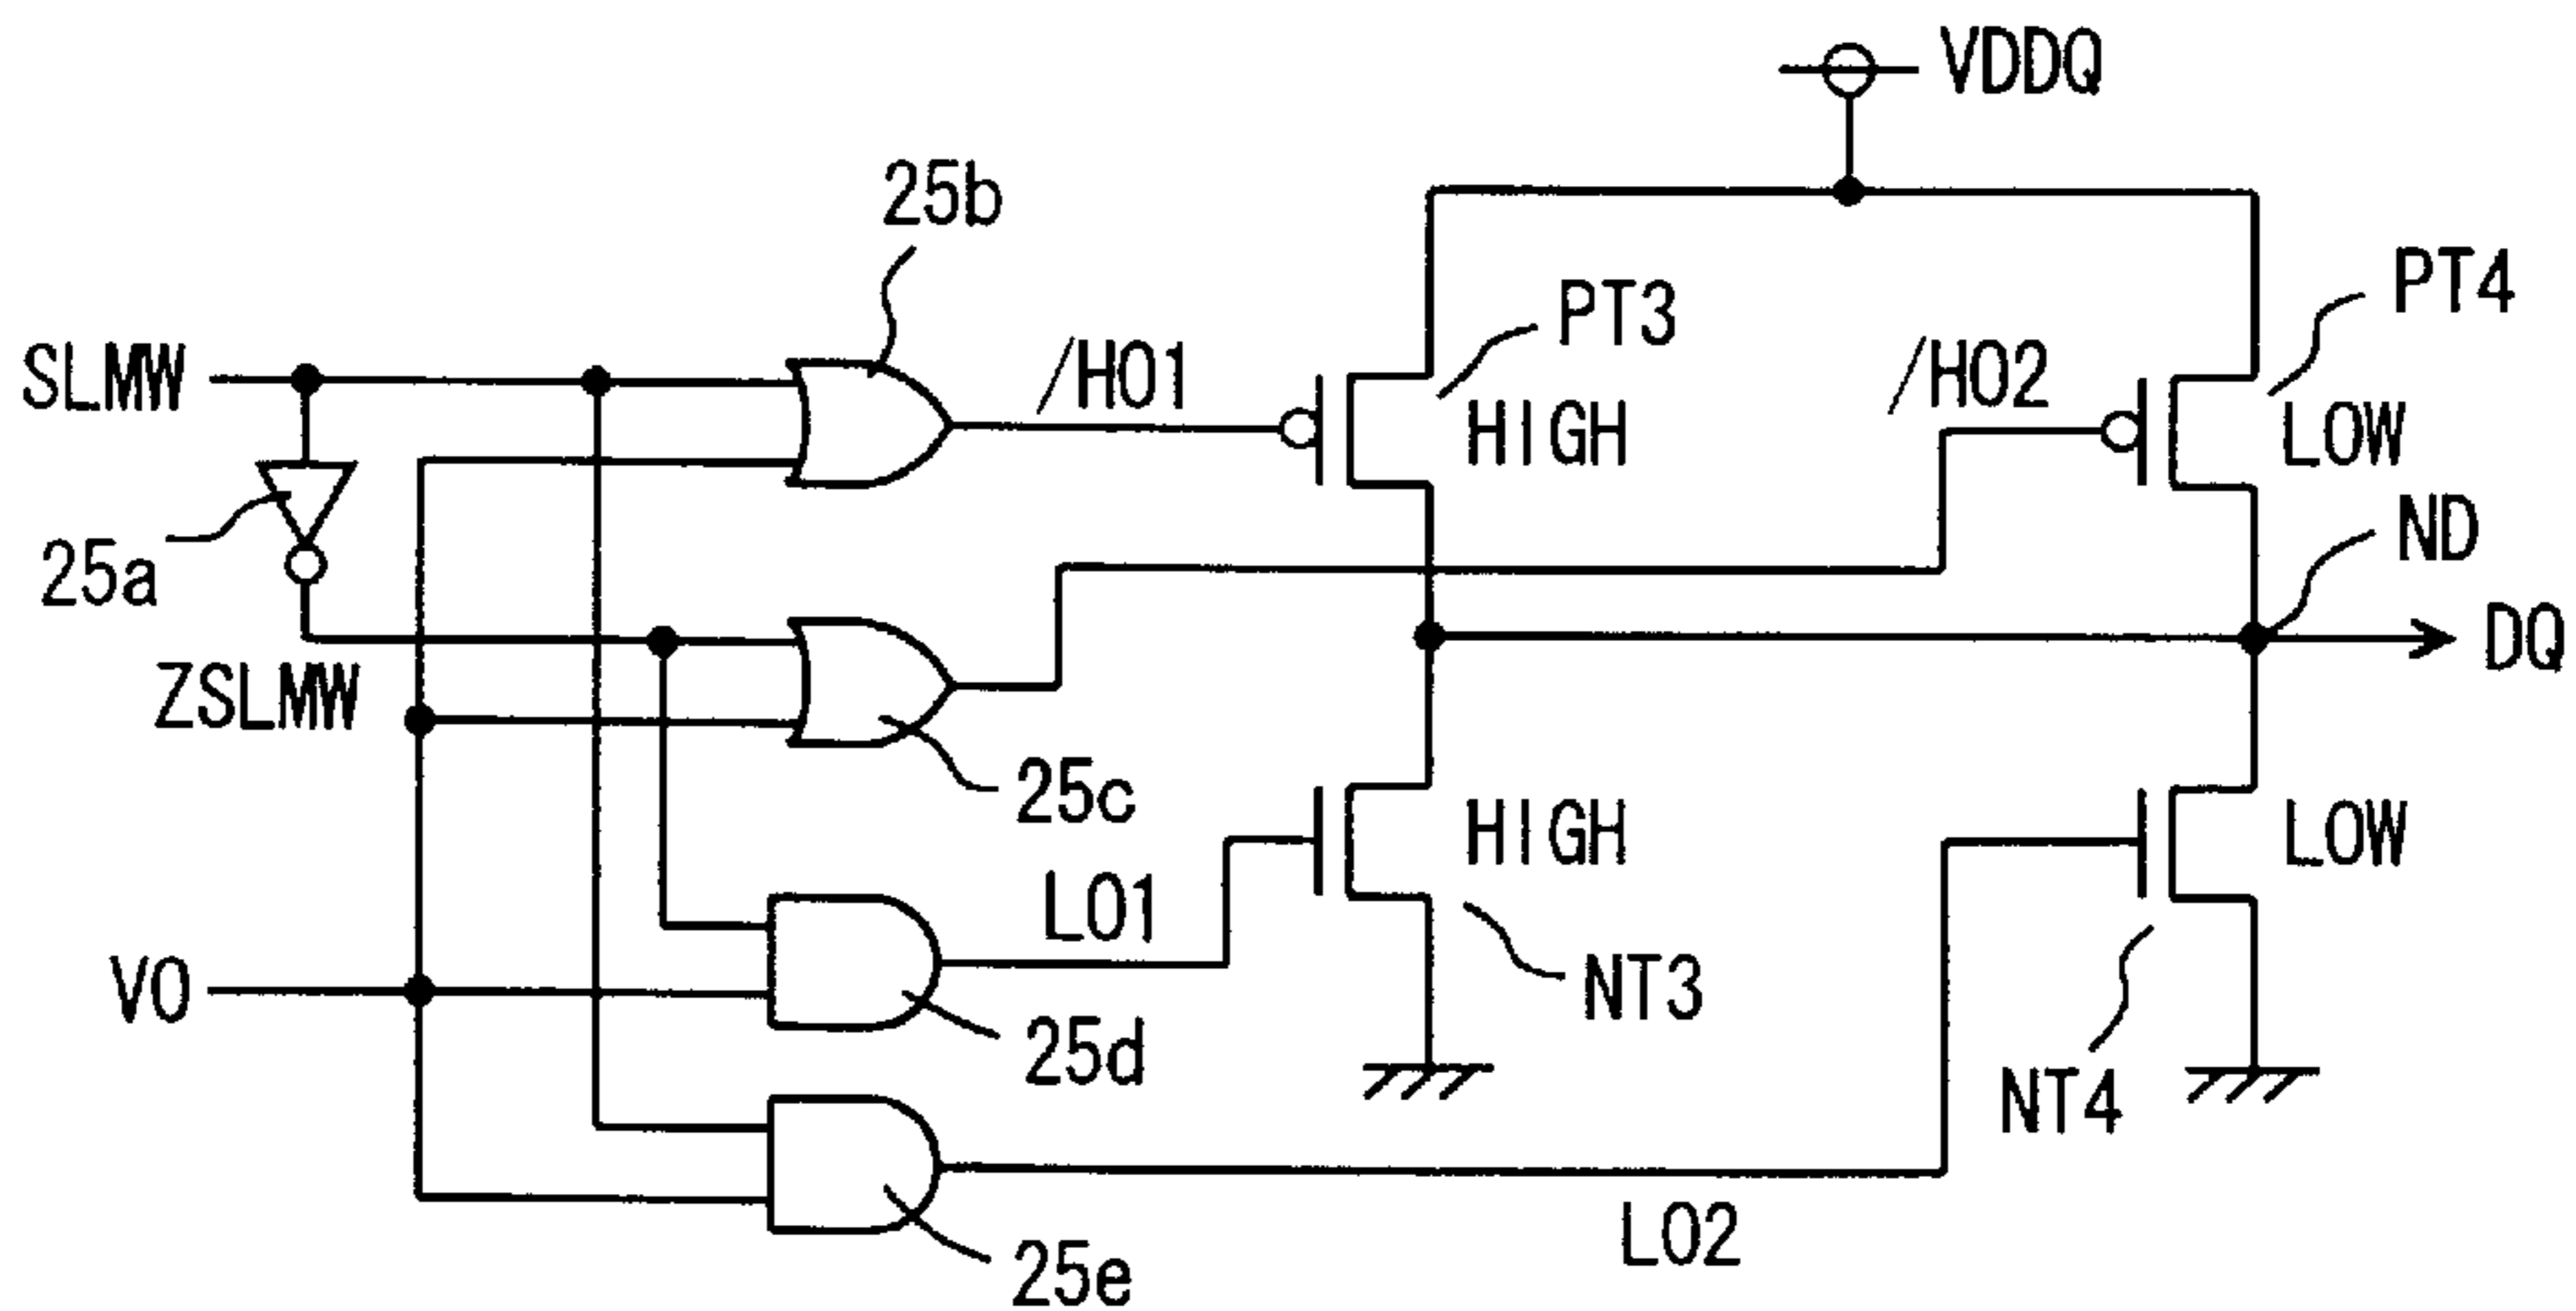 VDDQ
25b
PT3
PT4
SLMW
/HO1
/HO2
HIGH
LOW
25a
ND
ZSLMW
DQ
25c
HIGH
LOW
LO1
VO
25d
NT3
NT4
LO2
25e